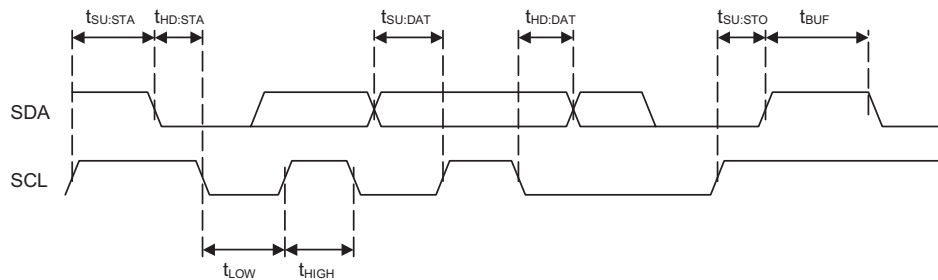 tSU:STA tHD:STA tSU:DAT tHD:DAT tSU:STO tBUF
SDA
SCL
tLOW tHIGH